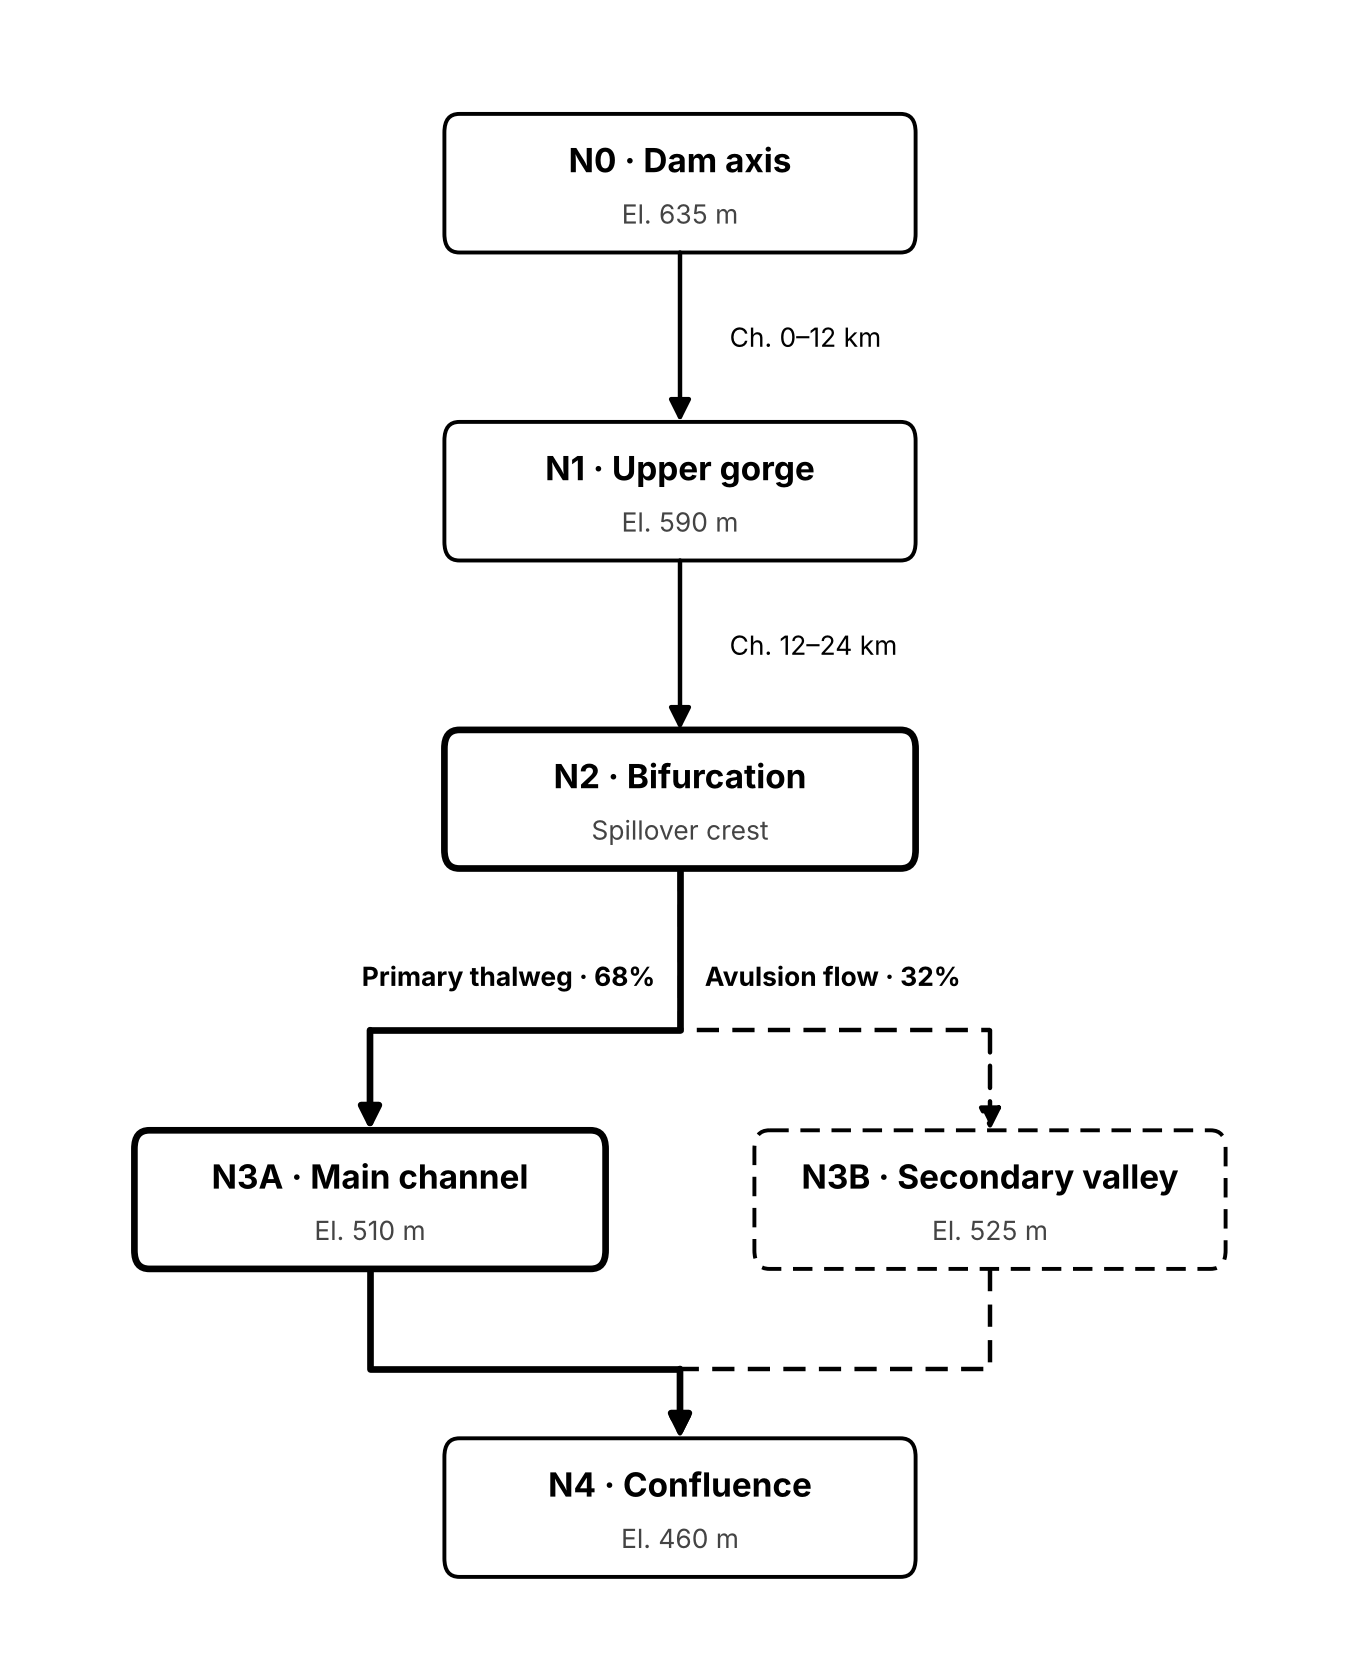 N0 · Dam axis
El. 635 m
Ch. 0–12 km
N1 · Upper gorge
El. 590 m
Ch. 12–24 km
N2 · Bifurcation
Spillover crest
Primary thalweg · 68%
Avulsion flow · 32%
N3A · Main channel
El. 510 m
N3B · Secondary valley
El. 525 m
N4 · Confluence
El. 460 m